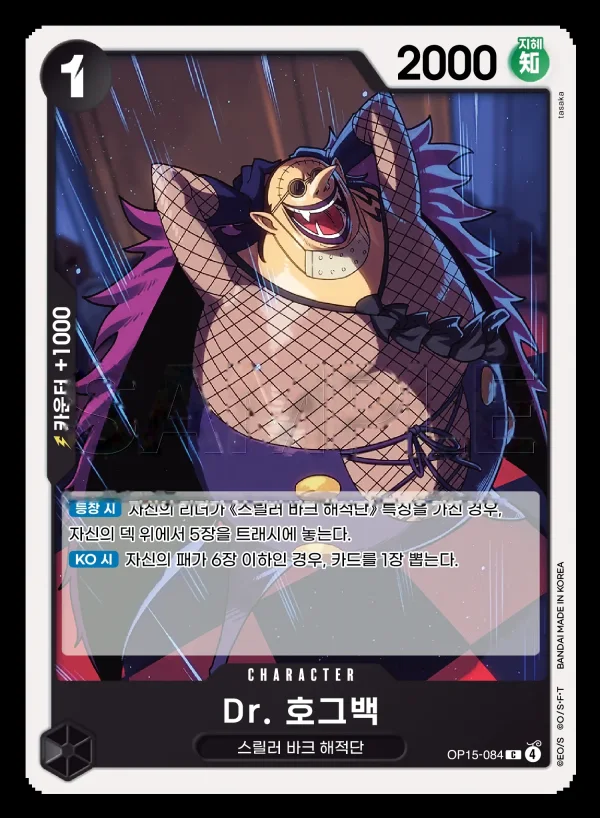 1
2000
지혜
知
tasaka
카운터 +1000
SAMPLE
등장 시 자신의 리더가 《스릴러 바크 해적단》 특징을 가진 경우,
자신의 덱 위에서 5장을 트래시에 놓는다.
KO 시 자신의 패가 6장 이하인 경우, 카드를 1장 뽑는다.
CHARACTER
Dr. 호그백
스릴러 바크 해적단
OP15-084 C 4
©EO/S ©O/S·F·T BANDAI MADE IN KOREA